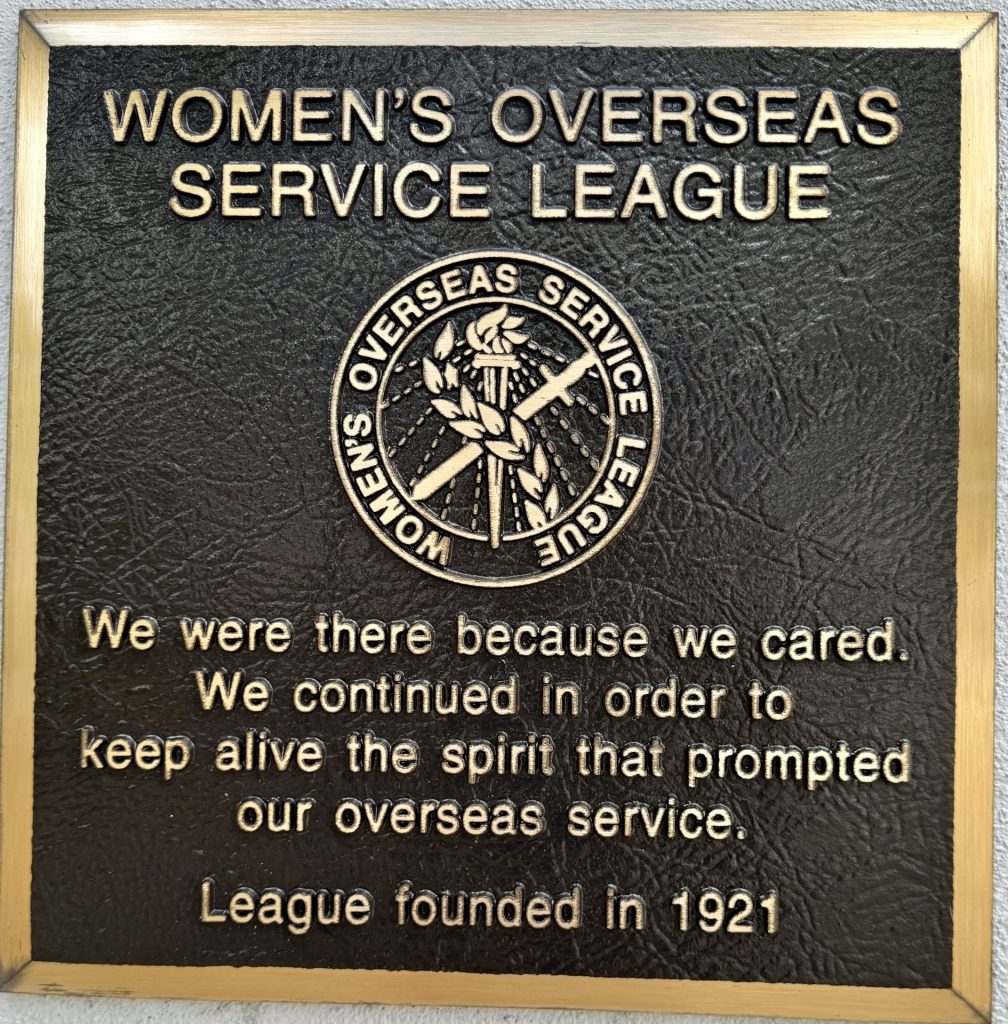 WOMEN'S OVERSEAS
SERVICE LEAGUE
WOMEN'S OVERSEAS SERVICE LEAGUE
We were there because we cared.
We continued in order to
keep alive the spirit that prompted
our overseas service.
League founded in 1921